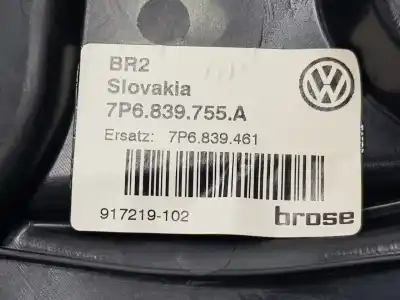 BR2
Slovakia
7P6.839.755.A
Ersatz: 7P6.839.461
917219-102
brose